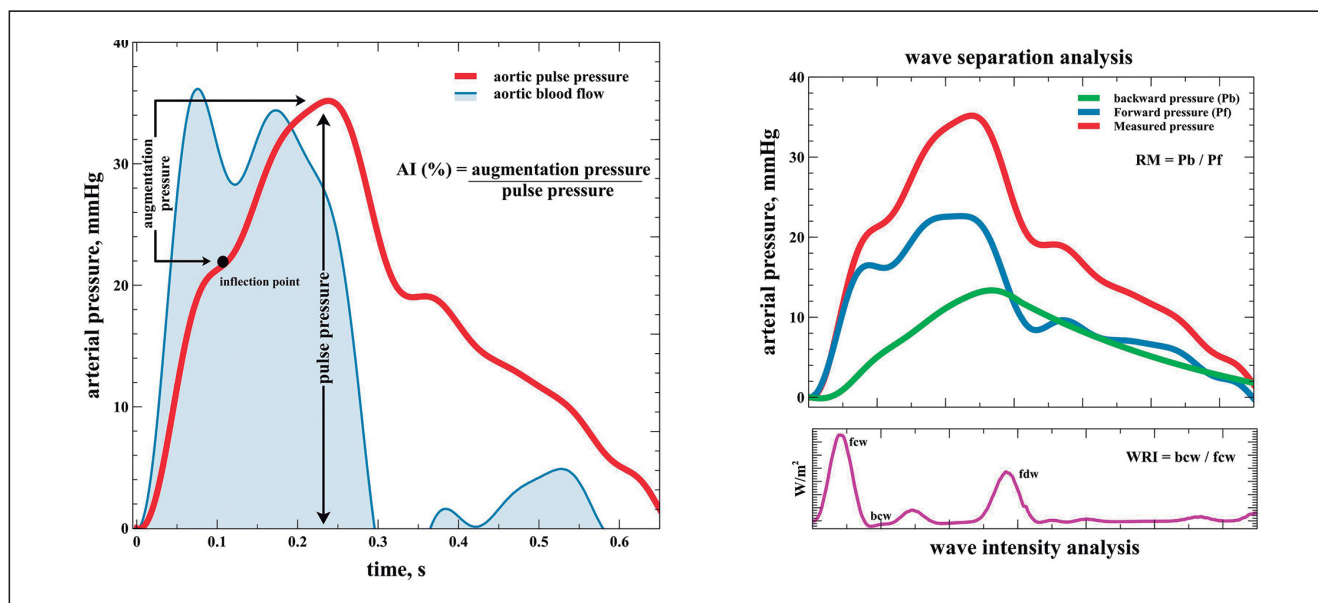 40
30
20
10
0
arterial pressure, mmHg
aortic pulse pressure
aortic blood flow
augmentation
pressure
AI (%) = augmentation pressure
pulse pressure
inflection point
pulse pressure
0
0.1
0.2
0.3
0.4
0.5
0.6
time, s
wave separation analysis
40
30
20
10
0
arterial pressure, mmHg
backward pressure (Pb)
Forward pressure (Pf)
Measured pressure
RM = Pb / Pf
W/m²
fcw
bcw
fdw
WRI = bcw / fcw
wave intensity analysis